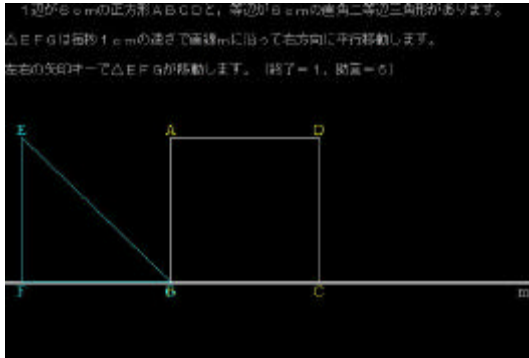 1辺が6cmの正方形ABCDと，等辺が6cmの直角二等辺三角形があります。
△EFGは毎秒1cmの速さで直線mに沿って右方向に平行移動します。
左右の矢印キーで△EFGが移動します。（終了＝1，助言＝5）
E A D
F G C m